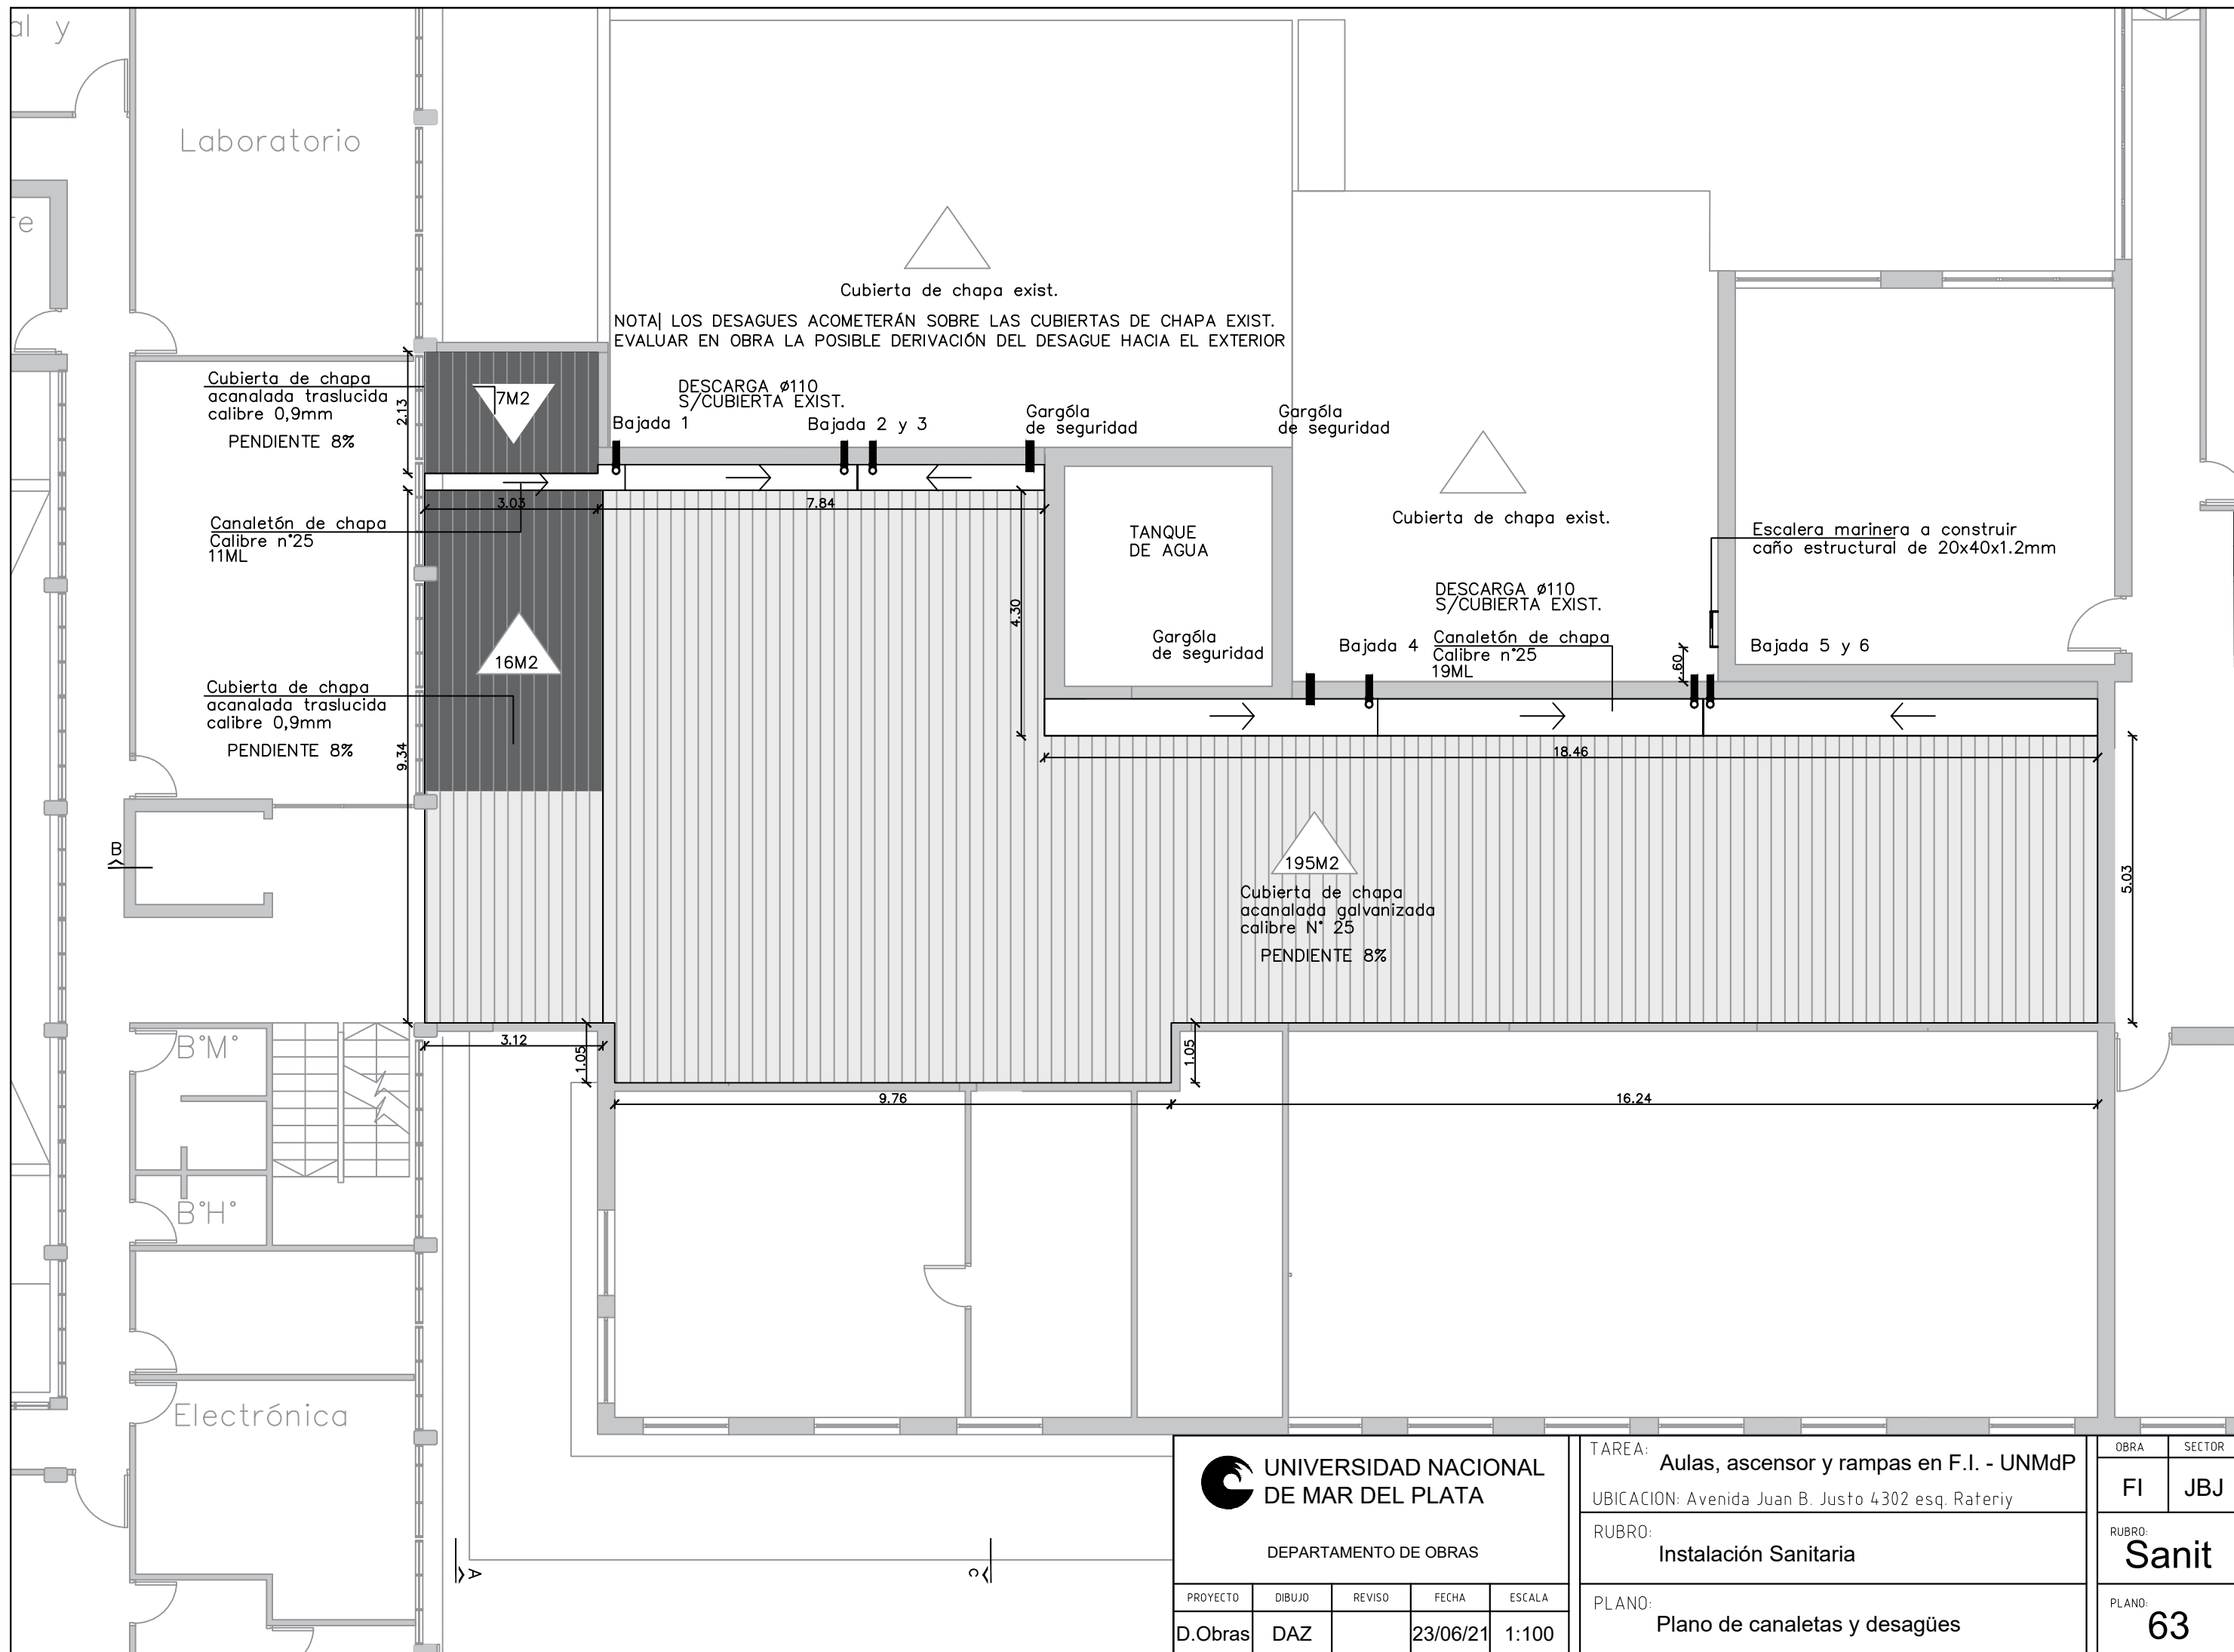 al y
Laboratorio
te
Cubierta de chapa exist.
NOTA| LOS DESAGUES ACOMETERÁN SOBRE LAS CUBIERTAS DE CHAPA EXIST.
EVALUAR EN OBRA LA POSIBLE DERIVACIÓN DEL DESAGUE HACIA EL EXTERIOR
Cubierta de chapa
acanalada traslucida
calibre 0,9mm
PENDIENTE 8%
2.13
7M2
DESCARGA ø110
S/CUBIERTA EXIST.
Bajada 1
Bajada 2 y 3
Gargóla
de seguridad
Gargóla
de seguridad
3.03
7.84
Canaletón de chapa
Calibre n°25
11ML
TANQUE
DE AGUA
Cubierta de chapa exist.
Escalera marinera a construir
caño estructural de 20x40x1.2mm
4.30
DESCARGA ø110
S/CUBIERTA EXIST.
Gargóla
de seguridad
Bajada 4
Canaletón de chapa
Calibre n°25
19ML
.60
Bajada 5 y 6
16M2
Cubierta de chapa
acanalada traslucida
calibre 0,9mm
PENDIENTE 8%
9.34
18.46
B
195M2
Cubierta de chapa
acanalada galvanizada
calibre N° 25
PENDIENTE 8%
5.03
B°M°
3.12
1.05
1.05
9.76
16.24
B°H°
Electrónica
A
C
UNIVERSIDAD NACIONAL
DE MAR DEL PLATA
DEPARTAMENTO DE OBRAS
PROYECTO DIBUJO REVISO FECHA ESCALA
D.Obras DAZ 23/06/21 1:100
TAREA: Aulas, ascensor y rampas en F.I. - UNMdP
UBICACION: Avenida Juan B. Justo 4302 esq. Rateriy
RUBRO:
Instalación Sanitaria
PLANO:
Plano de canaletas y desagües
OBRA SECTOR
FI JBJ
RUBRO:
Sanit
PLANO:
63